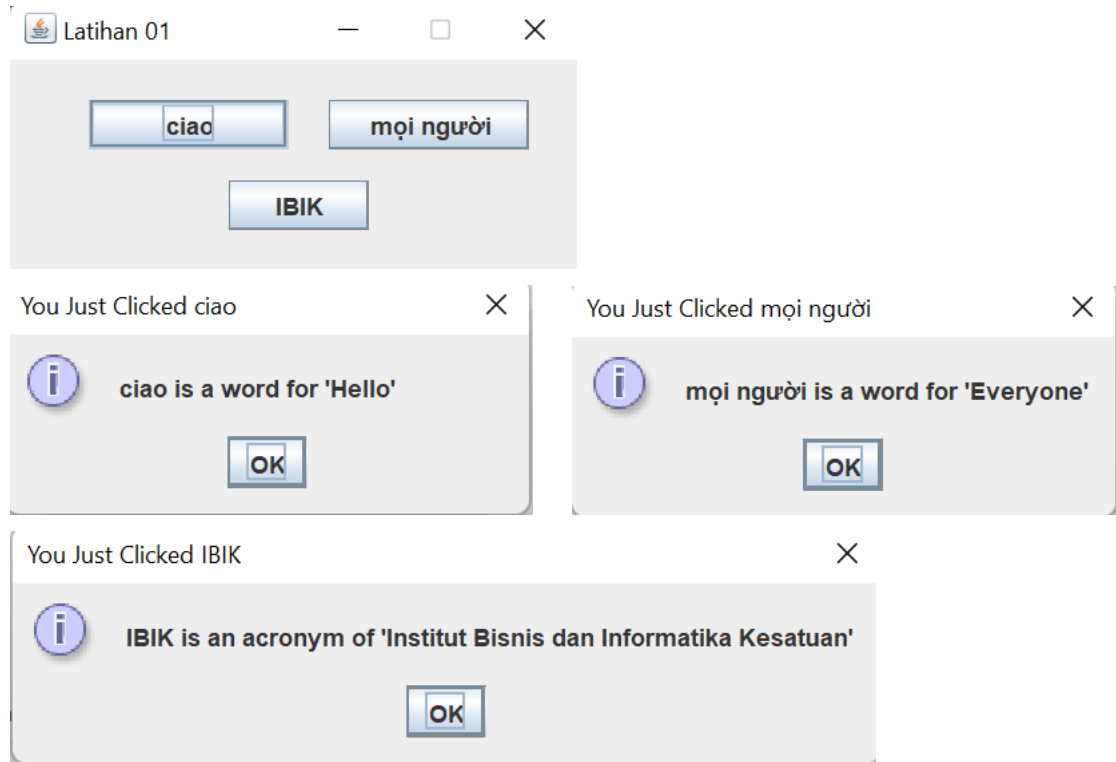 Latihan 01
ciao
mọi người
IBIK
You Just Clicked ciao
ciao is a word for 'Hello'
OK
You Just Clicked mọi người
mọi người is a word for 'Everyone'
OK
You Just Clicked IBIK
IBIK is an acronym of 'Institut Bisnis dan Informatika Kesatuan'
OK